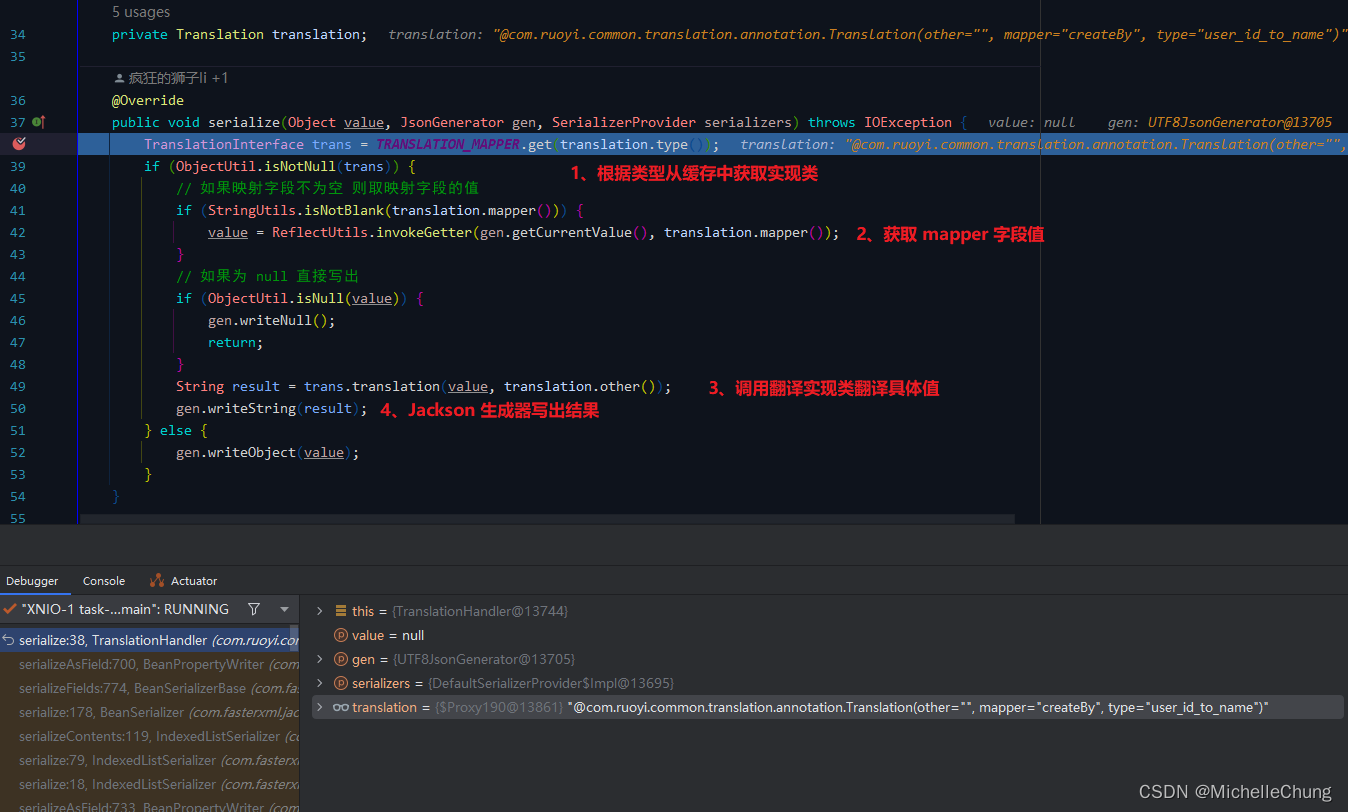 5 usages
34 private Translation translation; translation: "@com.ruoyi.common.translation.annotation.Translation(other="", mapper="createBy", type="user_id_to_name")"
35
疯狂的狮子li +1
36 @Override
37 public void serialize(Object value, JsonGenerator gen, SerializerProvider serializers) throws IOException { value: null gen: UTF8JsonGenerator@13705
TranslationInterface trans = TRANSLATION_MAPPER.get(translation.type()); translation: "@com.ruoyi.common.translation.annotation.Translation(other="",
39 if (ObjectUtil.isNotNull(trans)) { 1、根据类型从缓存中获取实现类
40 // 如果映射字段不为空 则取映射字段的值
41 if (StringUtils.isNotBlank(translation.mapper())) {
42 value = ReflectUtils.invokeGetter(gen.getCurrentValue(), translation.mapper()); 2、获取 mapper 字段值
43 }
44 // 如果为 null 直接写出
45 if (ObjectUtil.isNull(value)) {
46 gen.writeNull();
47 return;
48 }
49 String result = trans.translation(value, translation.other()); 3、调用翻译实现类翻译具体值
50 gen.writeString(result); 4、Jackson 生成器写出结果
51 } else {
52 gen.writeObject(value);
53 }
54 }
55
Debugger Console Actuator
"XNIO-1 task-...main": RUNNING
serialize:38, TranslationHandler (com.ruoyi.com
serializeAsField:700, BeanPropertyWriter (com
serializeFields:774, BeanSerializerBase (com.fas
serialize:178, BeanSerializer (com.fasterxml.jac
serializeContents:119, IndexedListSerializer (co
serialize:79, IndexedListSerializer (com.fasterxm
serialize:18, IndexedListSerializer (com.fasterxm
serializeAsField:733, BeanPropertyWriter (com
this = {TranslationHandler@13744}
value = null
gen = {UTF8JsonGenerator@13705}
serializers = {DefaultSerializerProvider$Impl@13695}
translation = {$Proxy190@13861} "@com.ruoyi.common.translation.annotation.Translation(other="", mapper="createBy", type="user_id_to_name")"
CSDN @MichelleChung